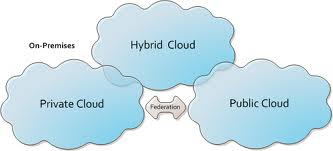 Hybrid Cloud
On-Premises
Private Cloud
Federation
Public Cloud